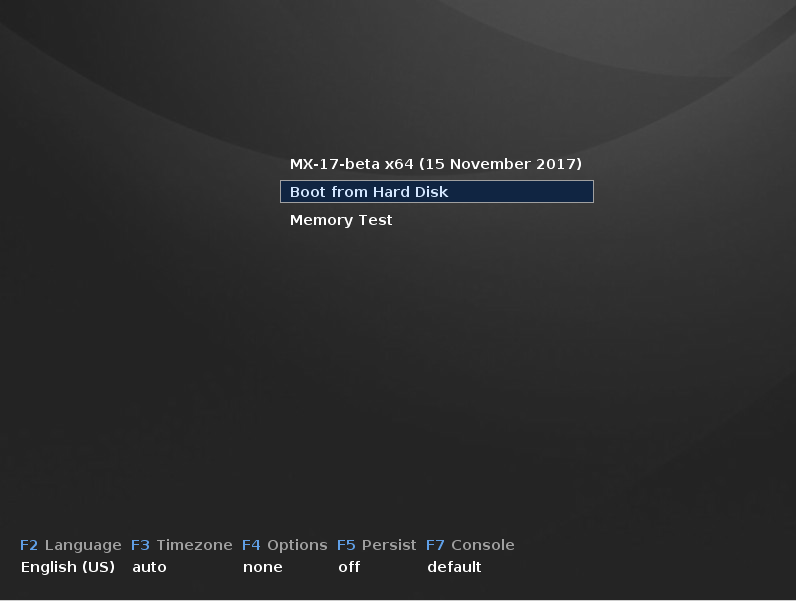 MX-17-beta x64 (15 November 2017)
Boot from Hard Disk
Memory Test
F2 Language F3 Timezone F4 Options F5 Persist F7 Console
English (US) auto none off default